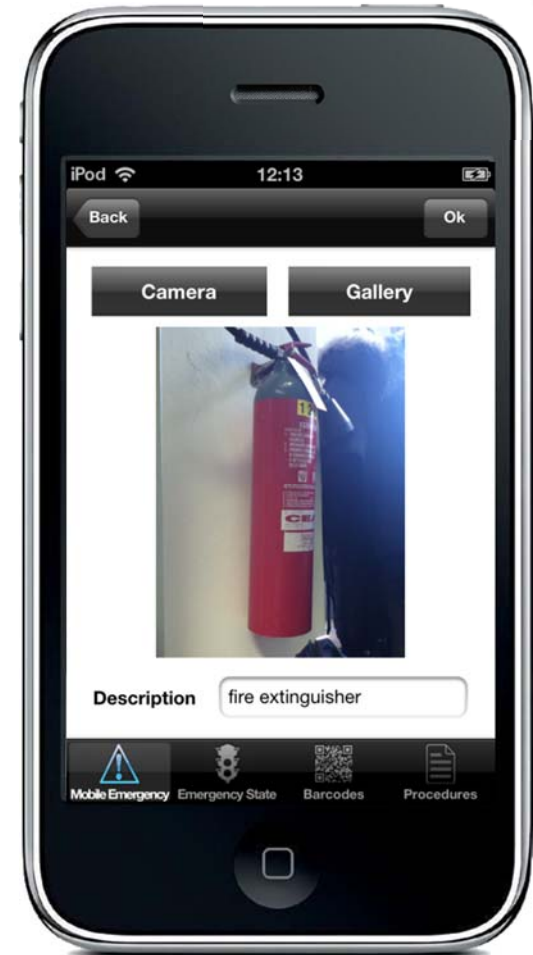 iPod 12:13
Back Ok
Camera Gallery
Description fire extinguisher
Mobile Emergency Emergency State Barcodes Procedures